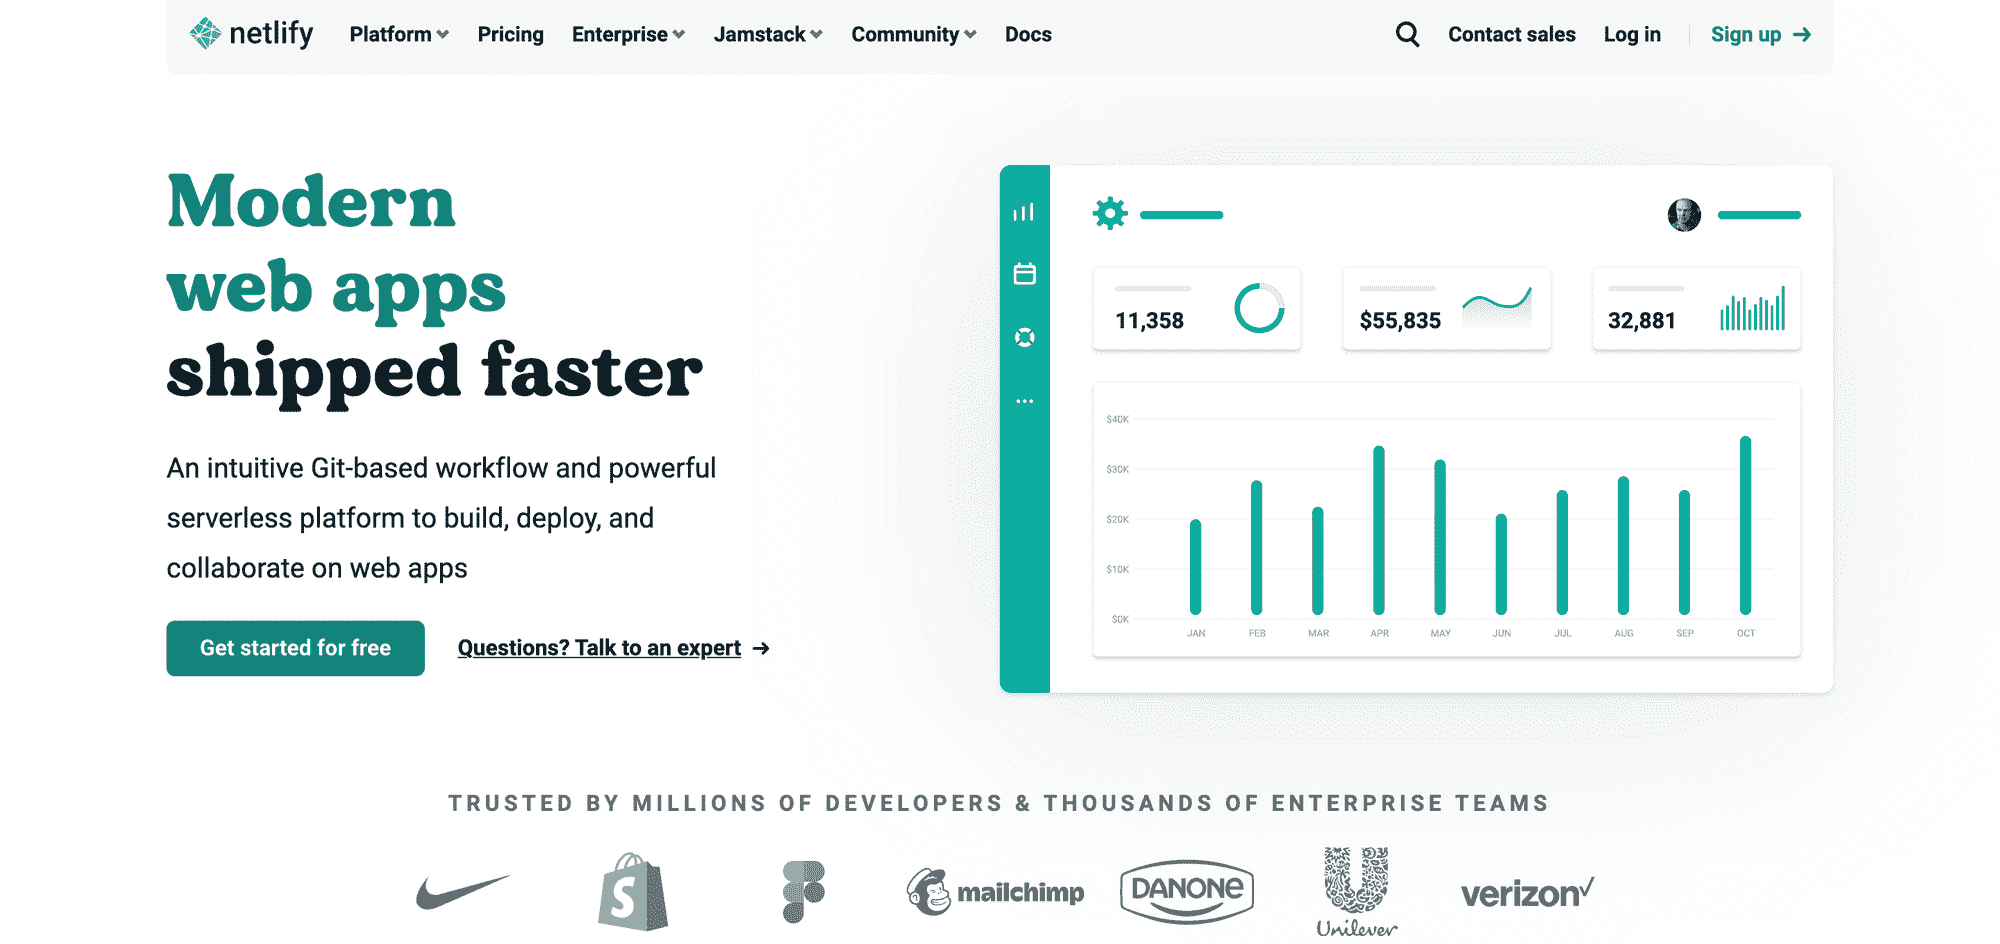 netlify Platform Pricing Enterprise Jamstack Community Docs Contact sales Log in Sign up →
Modern
web apps
shipped faster
An intuitive Git-based workflow and powerful
serverless platform to build, deploy, and
collaborate on web apps
Get started for free Questions? Talk to an expert →
11,358 $55,835 32,881
$40K
$30K
$20K
$10K
$0K
JAN FEB MAR APR MAY JUN JUL AUG SEP OCT
TRUSTED BY MILLIONS OF DEVELOPERS & THOUSANDS OF ENTERPRISE TEAMS
S mailchimp DANONE U Unilever verizon✓